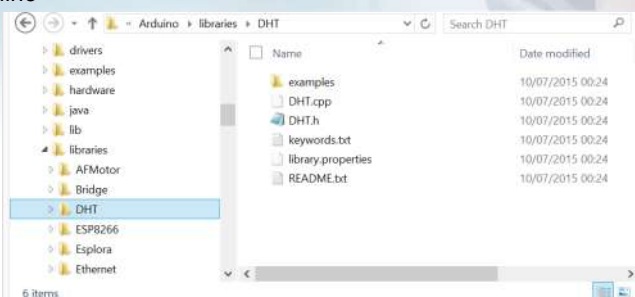 Arduino ▸ libraries ▸ DHT
Search DHT
drivers
examples
hardware
java
lib
libraries
AFMotor
Bridge
DHT
ESP8266
Esplora
Ethernet
Name
Date modified
examples 10/07/2015 00:24
DHT.cpp 10/07/2015 00:24
DHT.h 10/07/2015 00:24
keywords.txt 10/07/2015 00:24
library.properties 10/07/2015 00:24
README.txt 10/07/2015 00:24
6 items